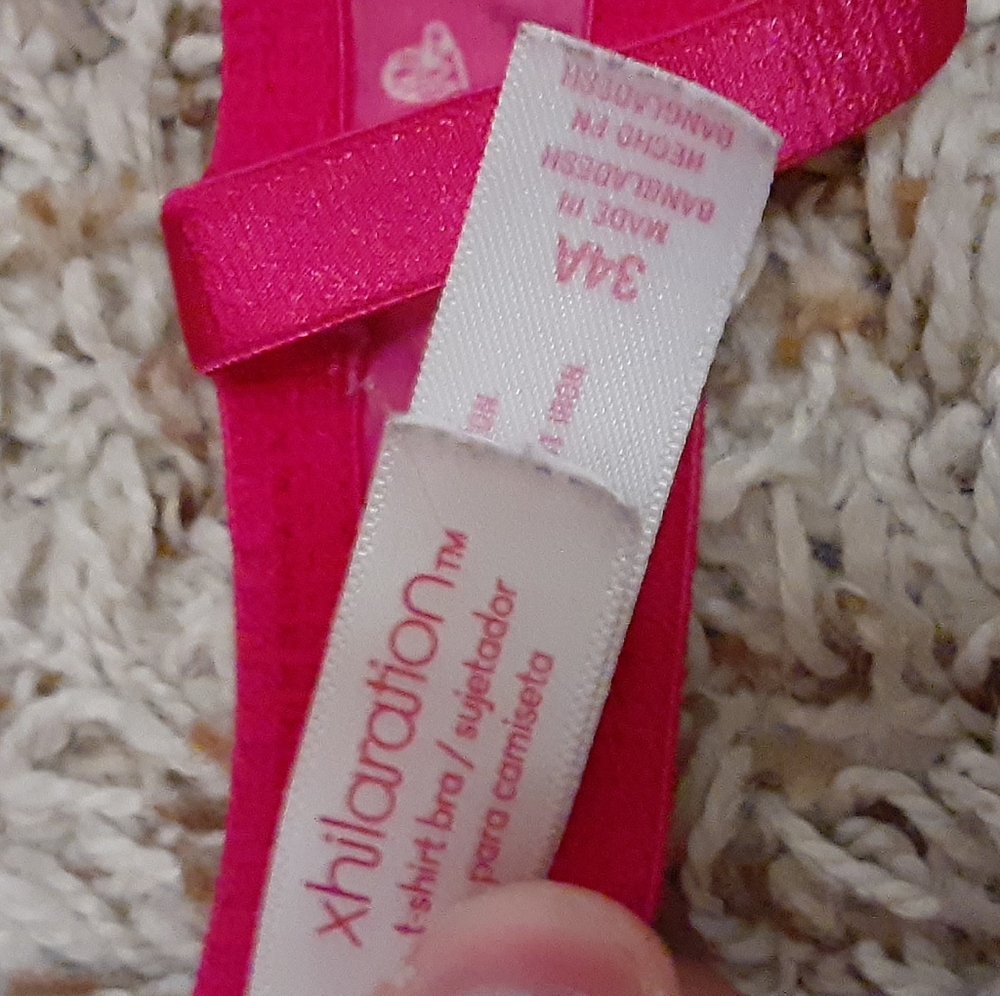 xhilaration™
t-shirt bra / sujetador
para camiseta
34A
MADE IN
BANGLADESH
HECHO EN
BANGLADESH